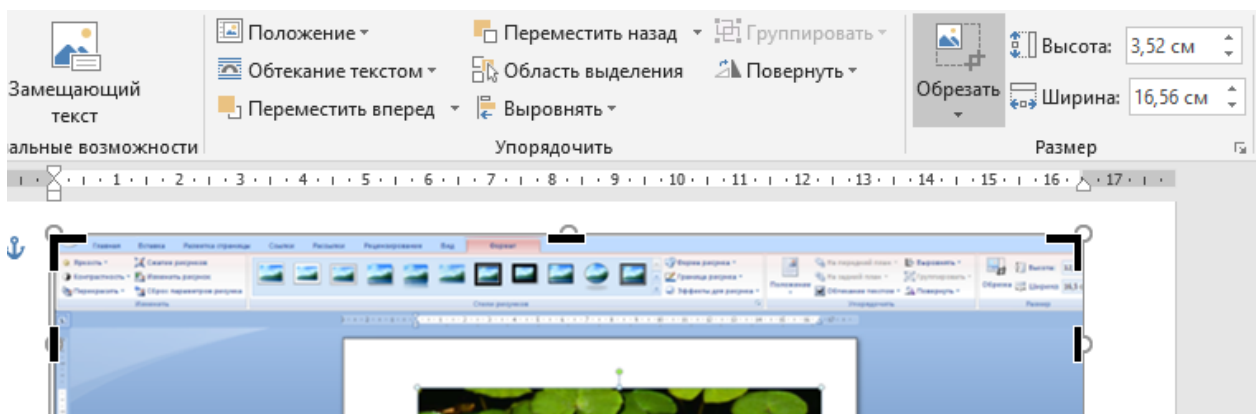 Замещающий
текст
альные возможности
Положение
Обтекание текстом
Переместить вперед
Переместить назад
Область выделения
Выровнять
Группировать
Повернуть
Упорядочить
Обрезать
Высота: 3,52 см
Ширина: 16,56 см
Размер
1 2 3 4 5 6 7 8 9 10 11 12 13 14 15 16 17
Главная Вставка Разметка страницы Ссылки Рассылки Рецензирование Вид Формат
Яркость
Контрастность
Перекрасить
Сжатие рисунков
Изменить рисунок
Сброс параметров рисунка
Изменить
Стили рисунков
Форма рисунка
Граница рисунка
Эффекты для рисунка
Положение
На передний план
На задний план
Обтекание текстом
Выровнять
Группировать
Повернуть
Упорядочить
Обрезка
Высота:
Ширина:
Размер